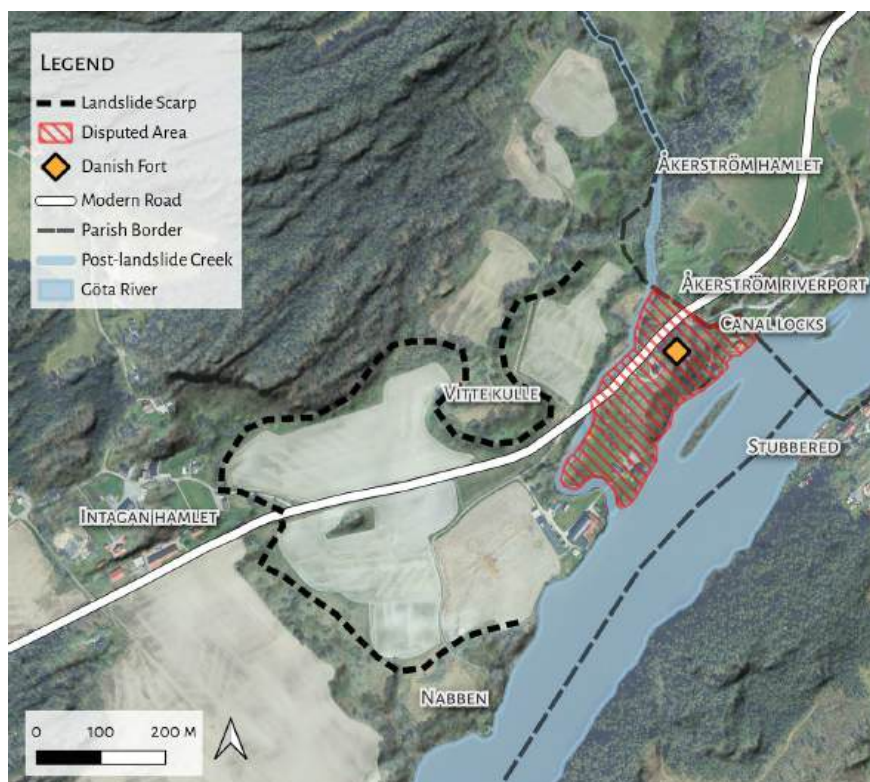 LEGEND
Landslide Scarp
Disputed Area
Danish Fort
Modern Road
Parish Border
Post-landslide Creek
Göta River
ÅKERSTRÖM HAMLET
ÅKERSTRÖM RIVERPORT
CANAL LOCKS
VITTE KULLE
STUBBERED
INTAGAN HAMLET
NABBEN
0 100 200 M